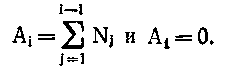 A_i = \sum_{j=1}^{i-1} N_j и A_1 = 0.